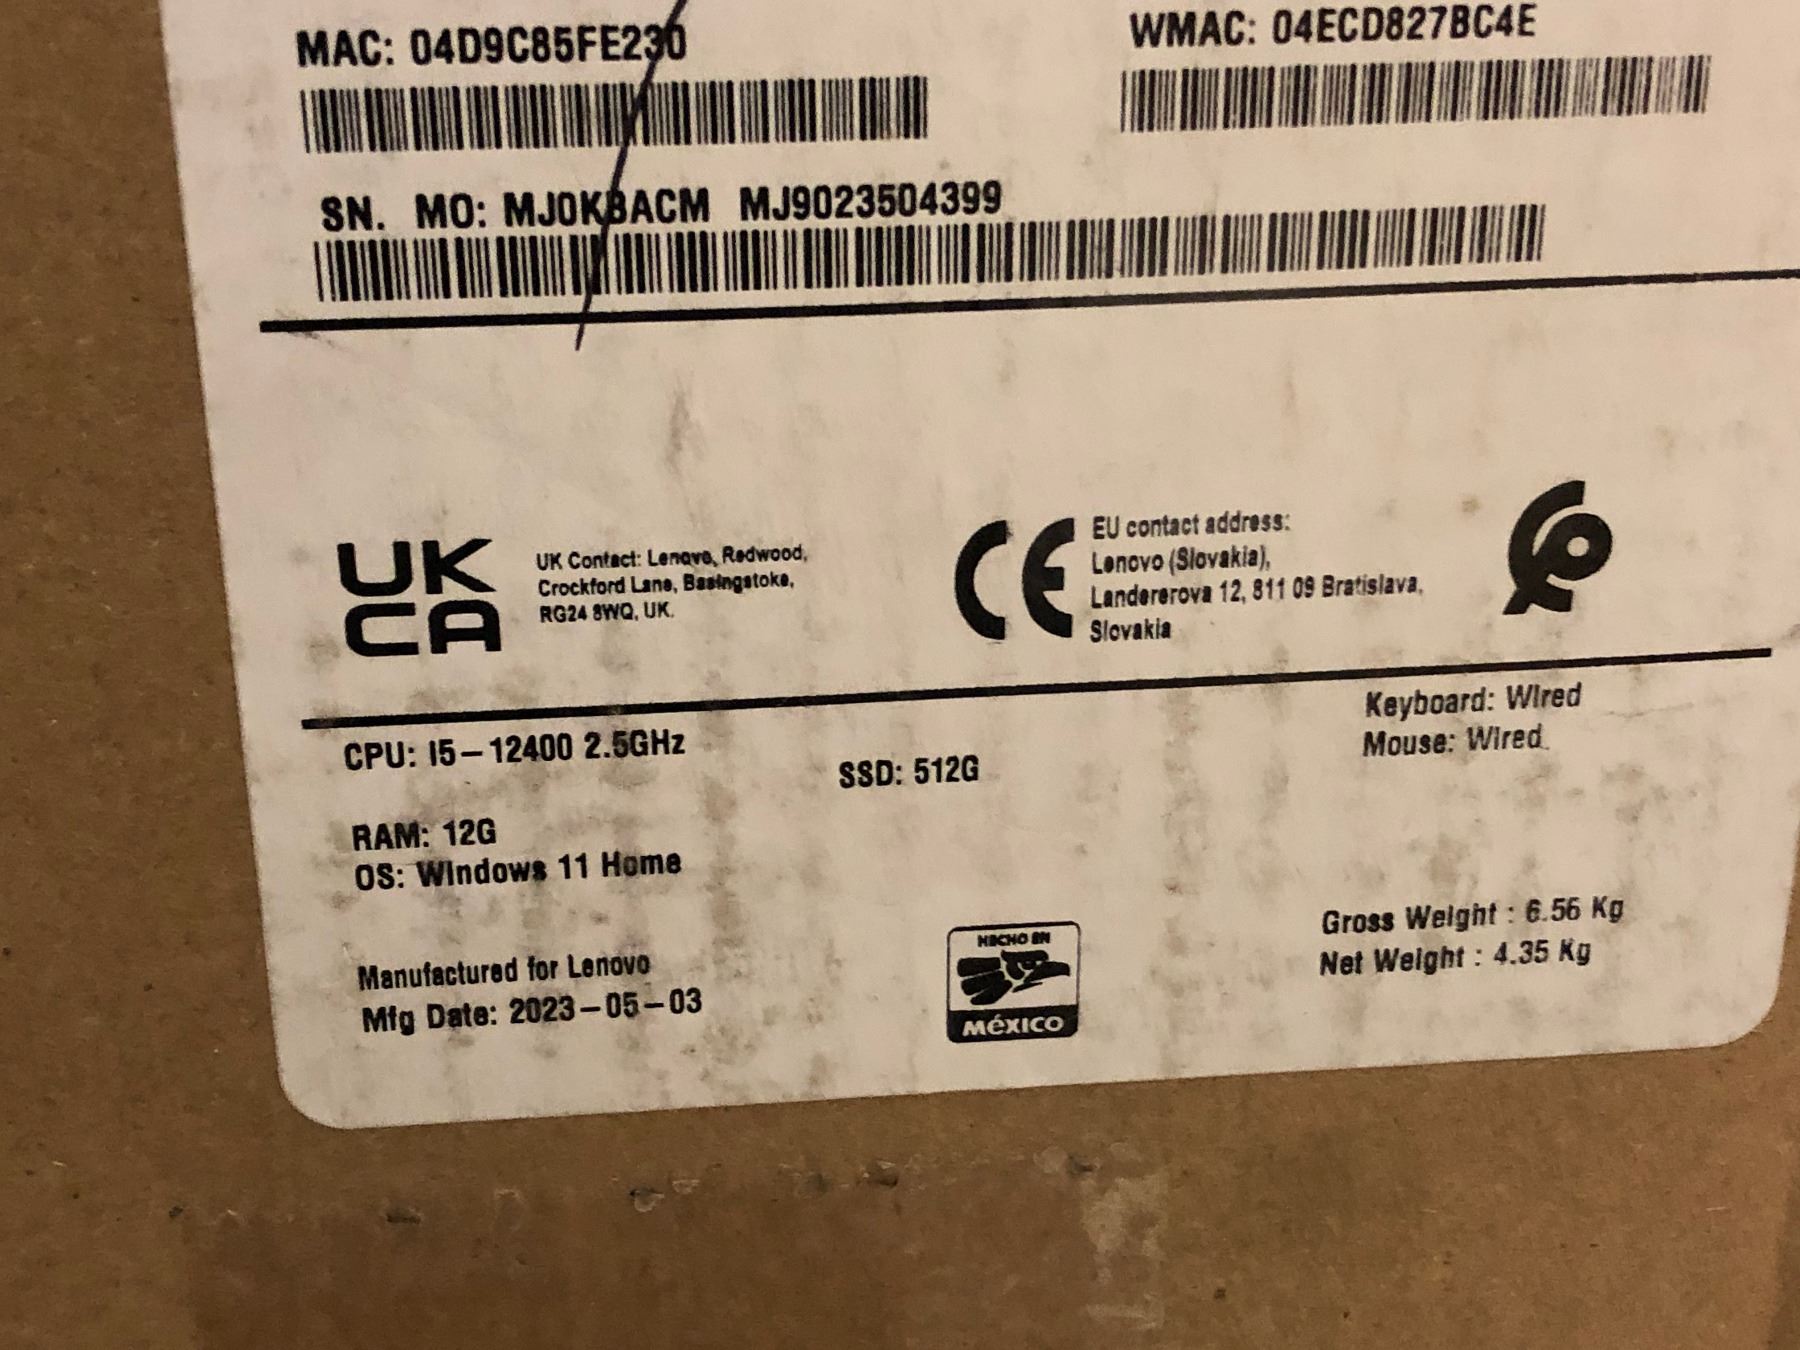 MAC: 04D9C85FE230
WMAC: 04ECD827BC4E
SN. MO: MJ0KBACM MJ9023504399
UK
CA
UK Contact: Lenovo, Redwood,
Crockford Lane, Basingstoke,
RG24 8WQ, UK.
CE
EU contact address:
Lenovo (Slovakia),
Landererova 12, 811 09 Bratislava,
Slovakia
CPU: I5-12400 2.5GHz
SSD: 512G
Keyboard: Wired
Mouse: Wired
RAM: 12G
OS: Windows 11 Home
Gross Weight : 6.56 Kg
Net Weight : 4.35 Kg
Manufactured for Lenovo
Mfg Date: 2023-05-03
HECHO EN
MéXICO